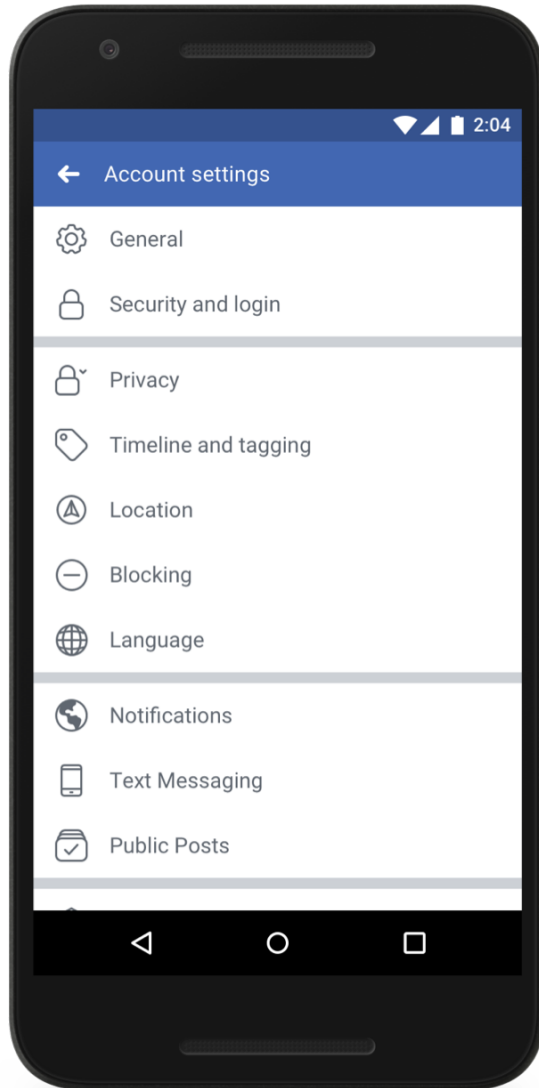 2:04
Account settings
General
Security and login
Privacy
Timeline and tagging
Location
Blocking
Language
Notifications
Text Messaging
Public Posts